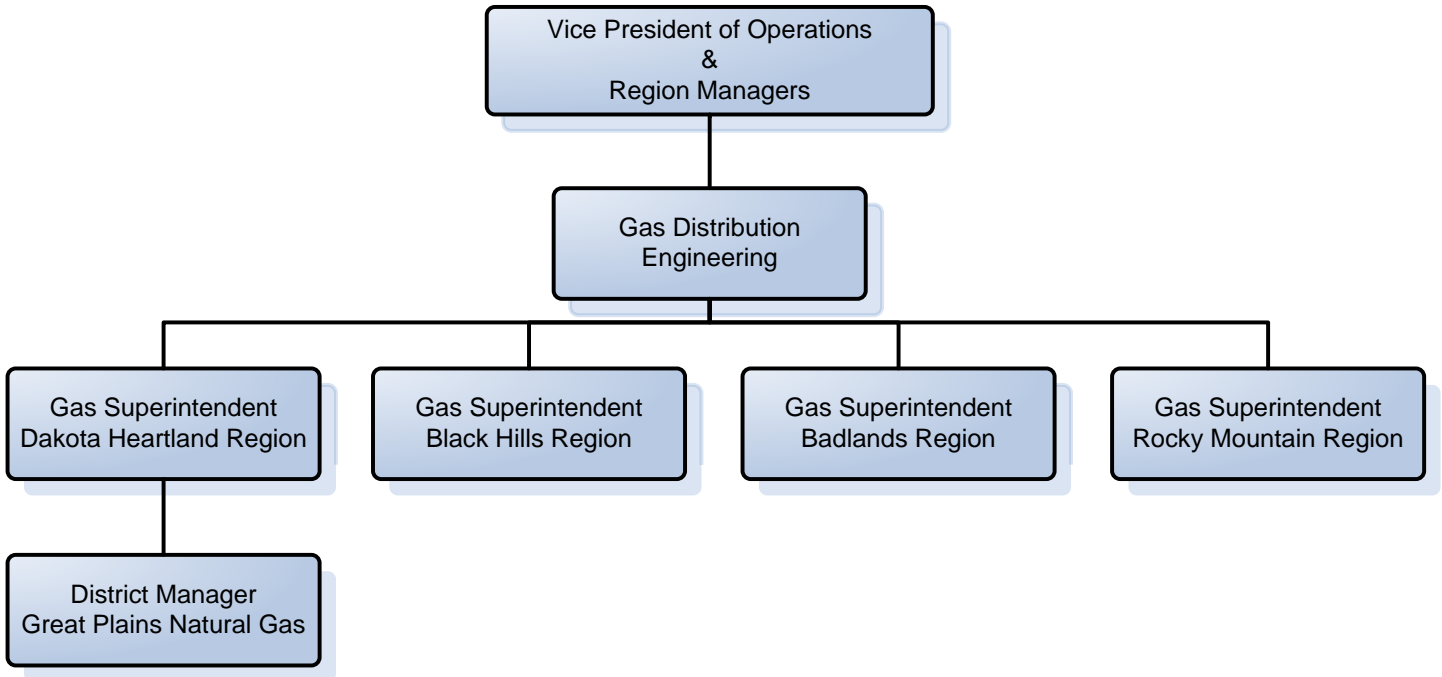 Vice President of Operations
&
Region Managers
Gas Distribution
Engineering
Gas Superintendent
Dakota Heartland Region
Gas Superintendent
Black Hills Region
Gas Superintendent
Badlands Region
Gas Superintendent
Rocky Mountain Region
District Manager
Great Plains Natural Gas